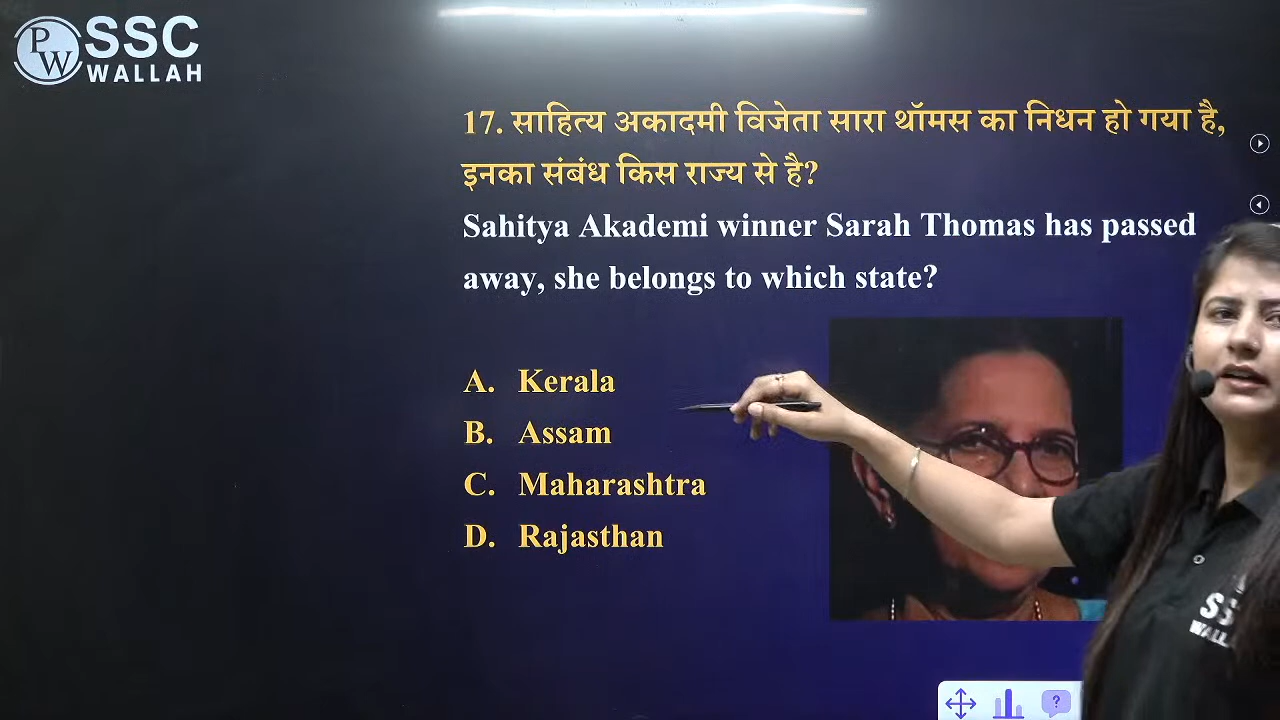 PW
SSC
WALLAH
17. साहित्य अकादमी विजेता सारा थॉमस का निधन हो गया है,
इनका संबंध किस राज्य से है?
Sahitya Akademi winner Sarah Thomas has passed
away, she belongs to which state?
A. Kerala
B. Assam
C. Maharashtra
D. Rajasthan
?